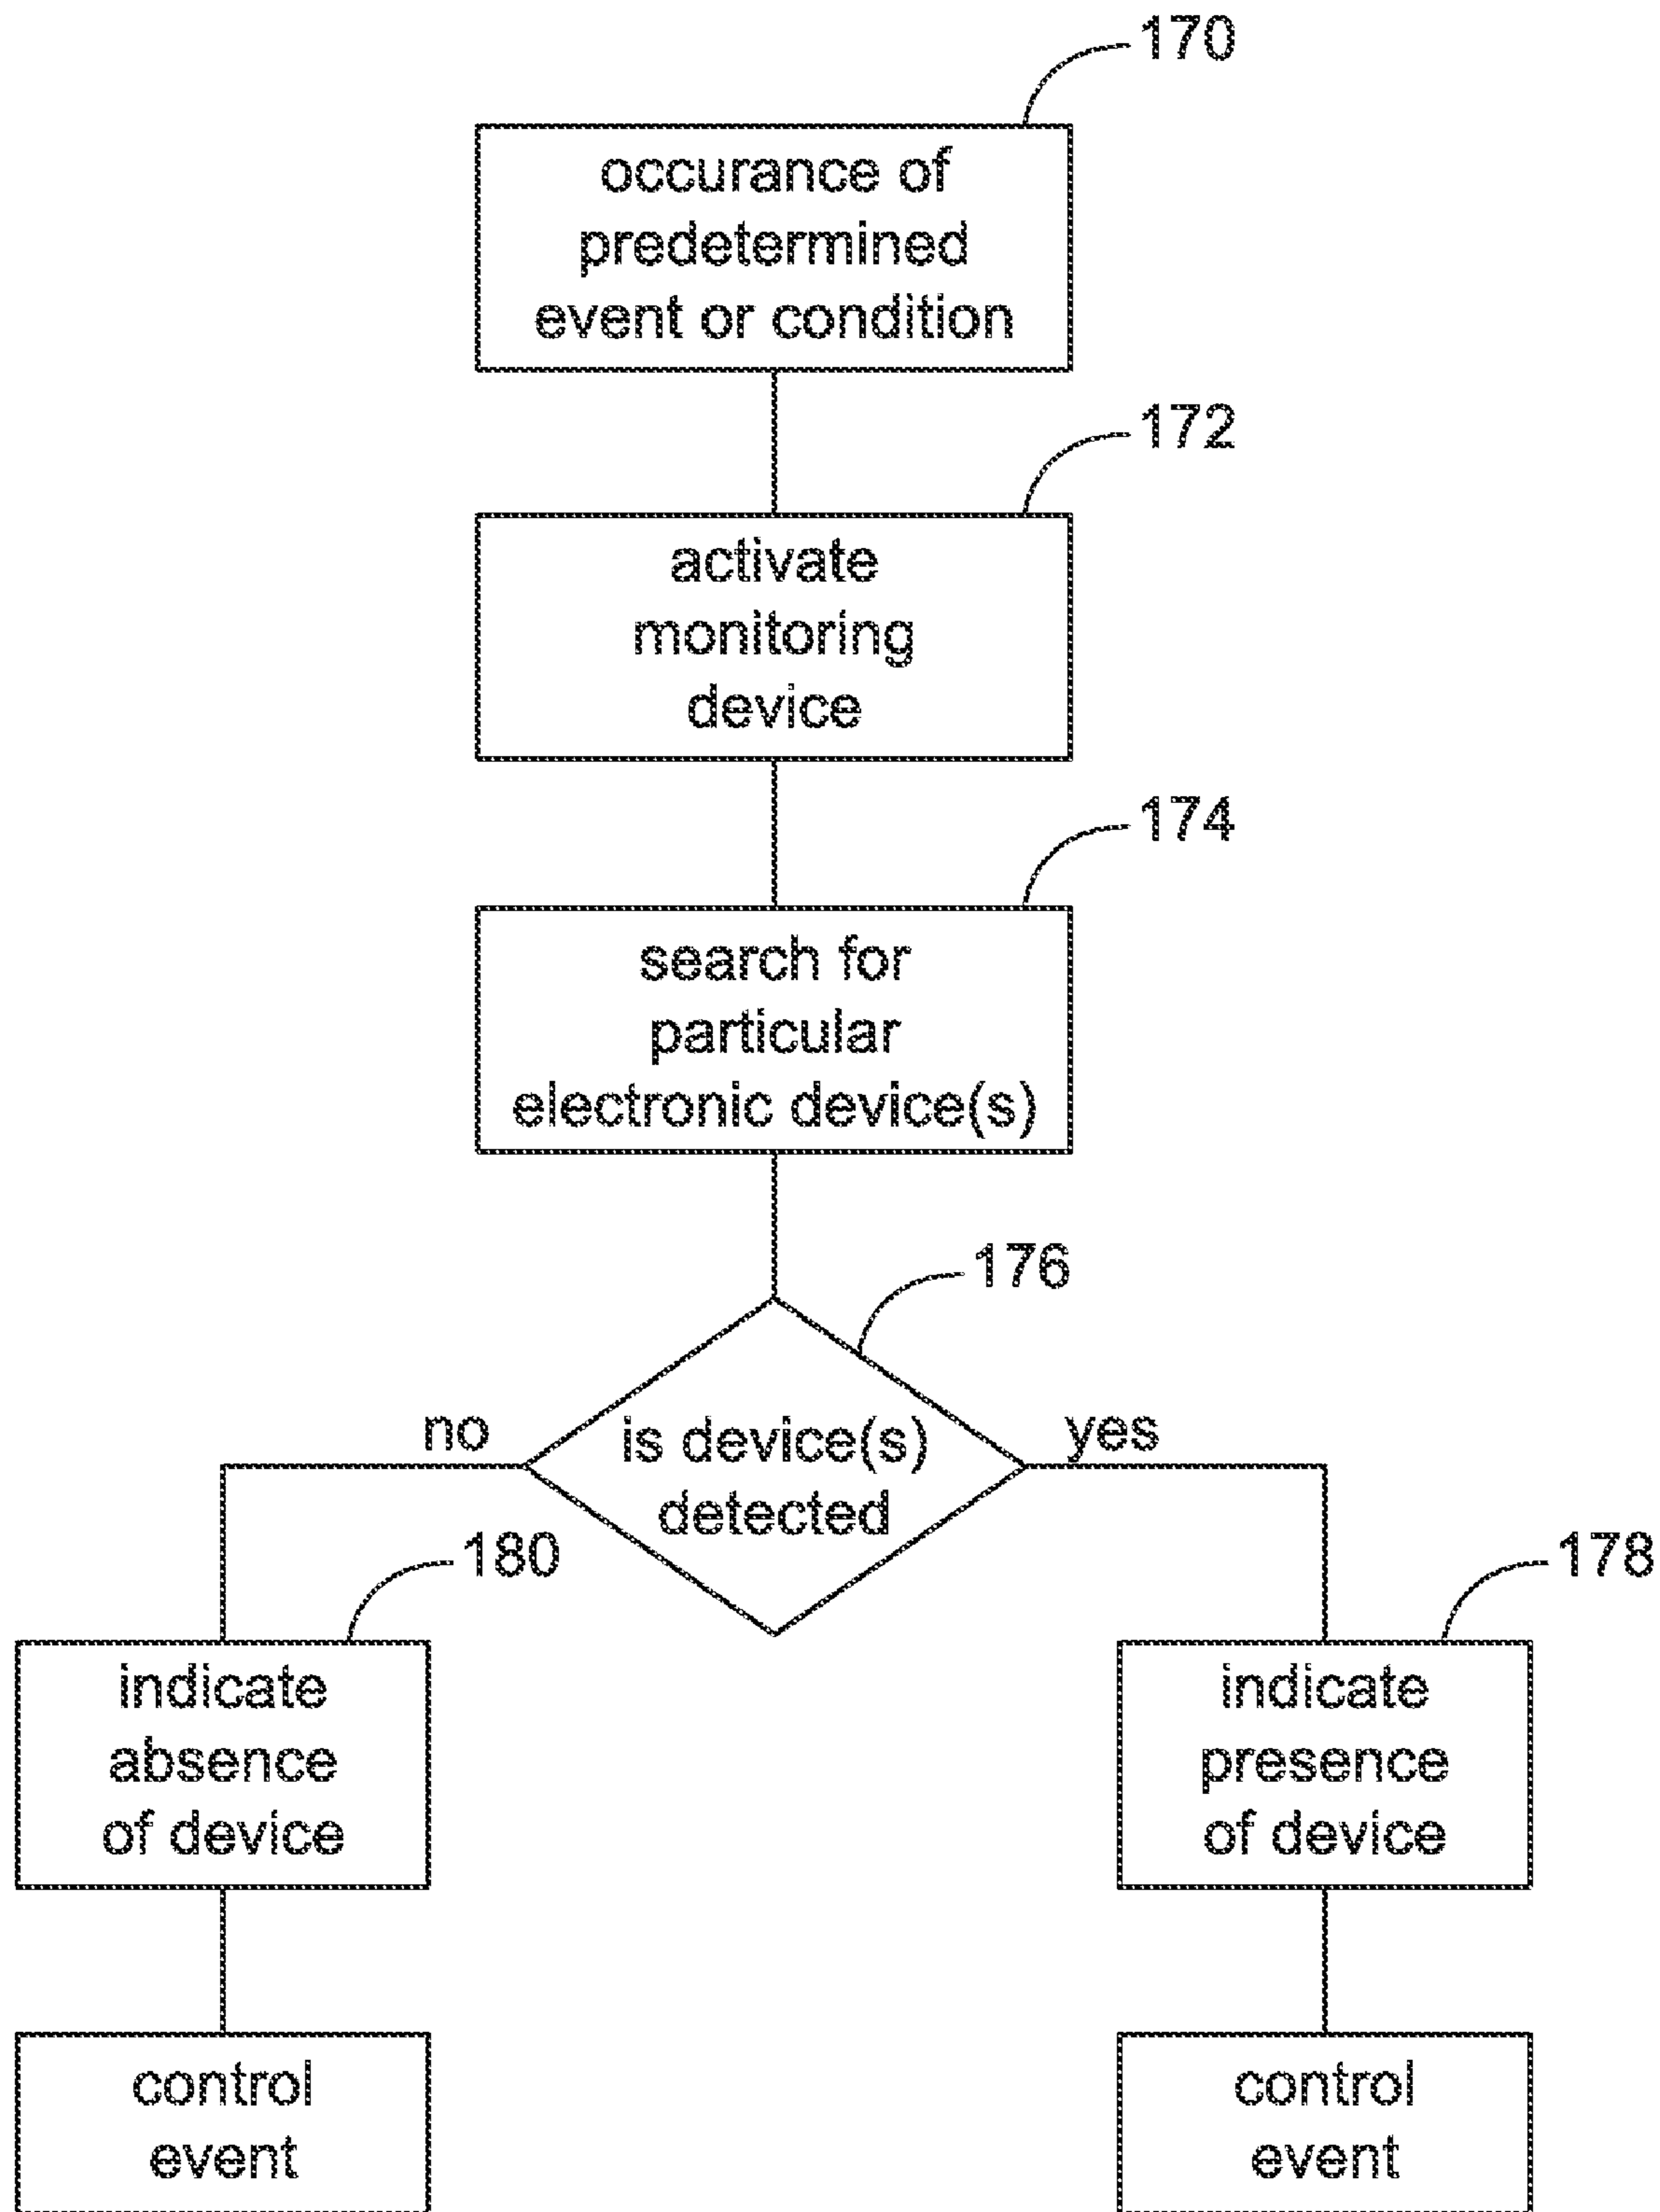 170
occurance of
predetermined
event or condition
172
activate
monitoring
device
174
search for
particular
electronic device(s)
176
is device(s)
detected
no
yes
180
indicate
absence
of device
178
indicate
presence
of device
control
event
control
event